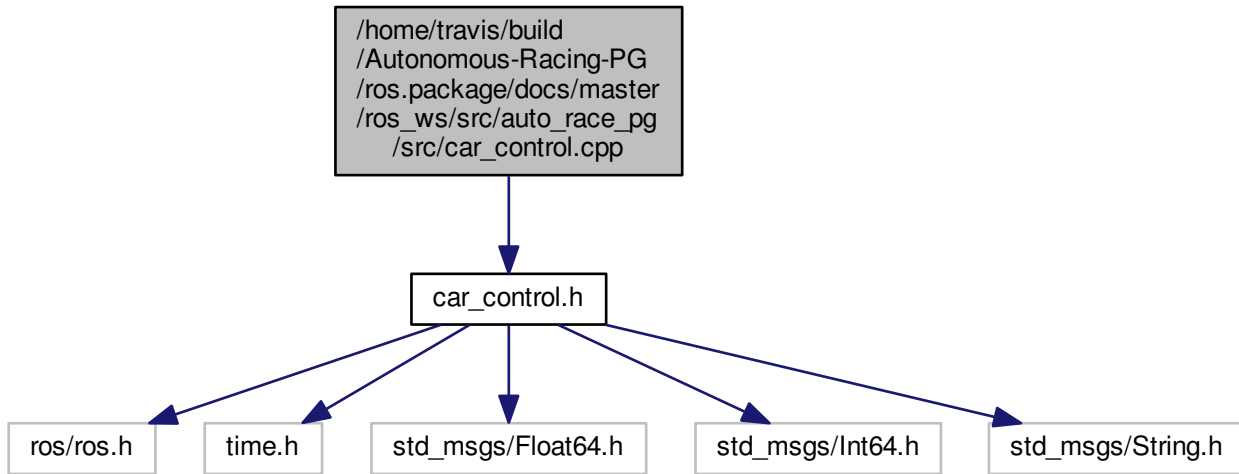 /home/travis/build
/Autonomous-Racing-PG
/ros.package/docs/master
/ros_ws/src/auto_race_pg
/src/car_control.cpp
car_control.h
ros/ros.h
time.h
std_msgs/Float64.h
std_msgs/Int64.h
std_msgs/String.h